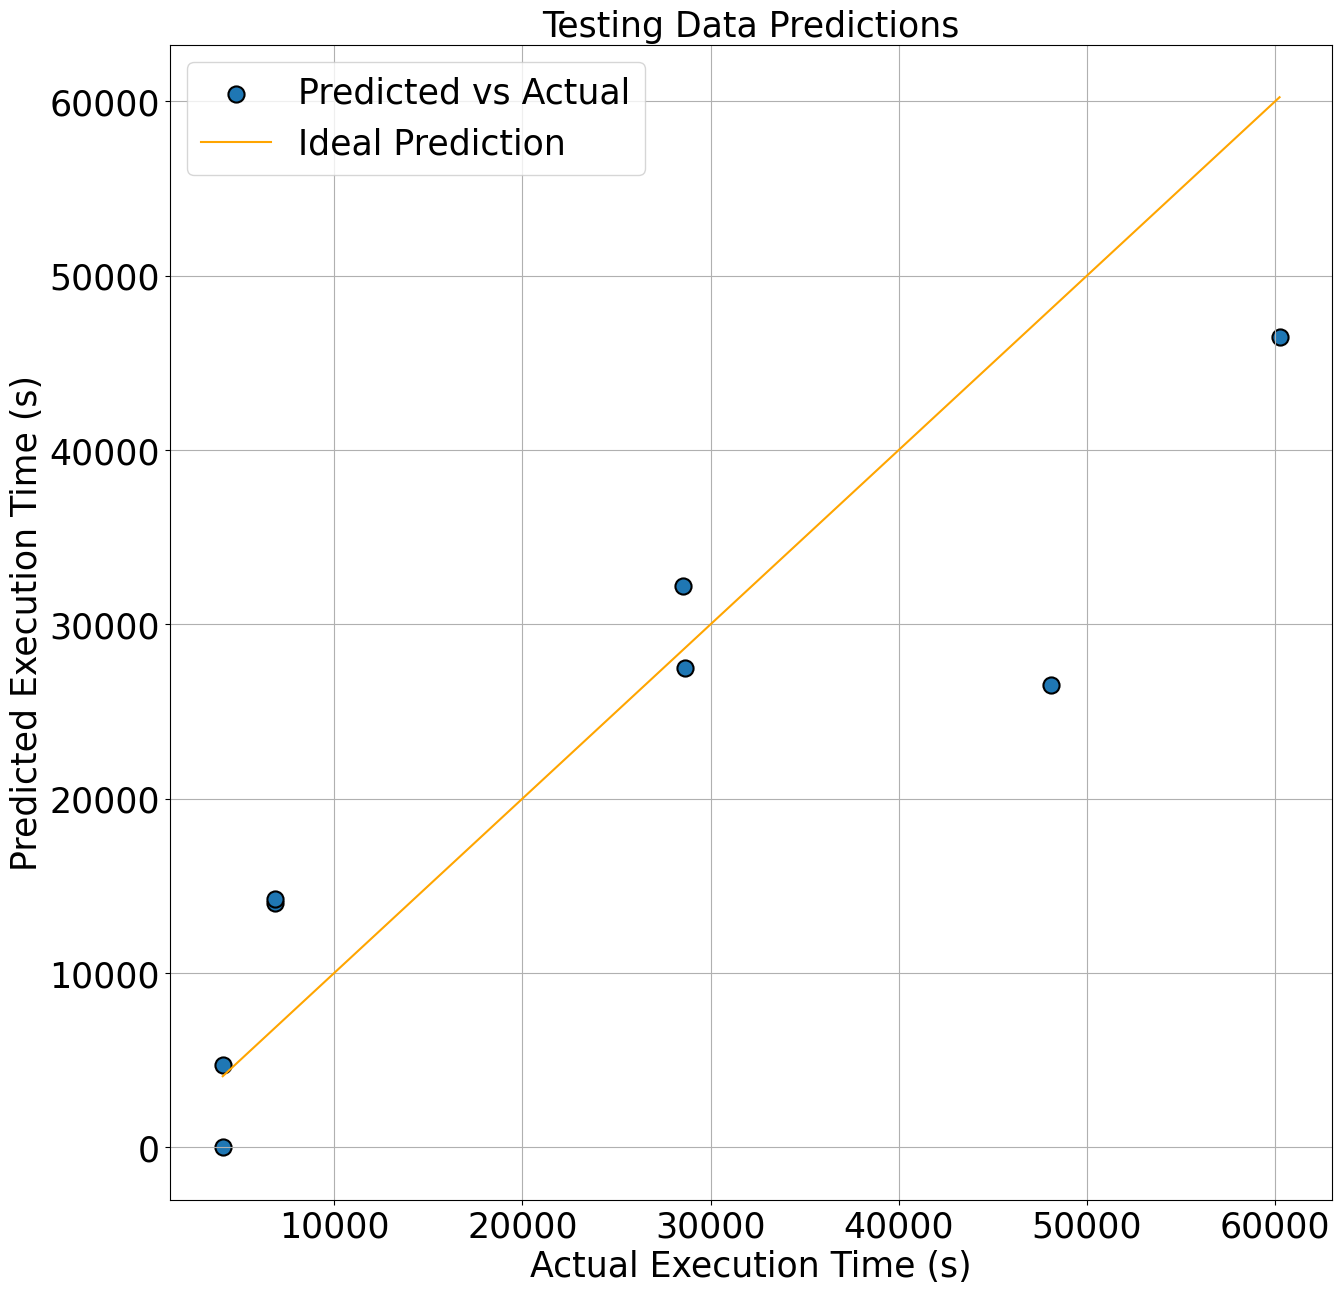 Testing Data Predictions
Predicted vs Actual
Ideal Prediction
Predicted Execution Time (s)
60000
50000
40000
30000
20000
10000
0
10000 20000 30000 40000 50000 60000
Actual Execution Time (s)